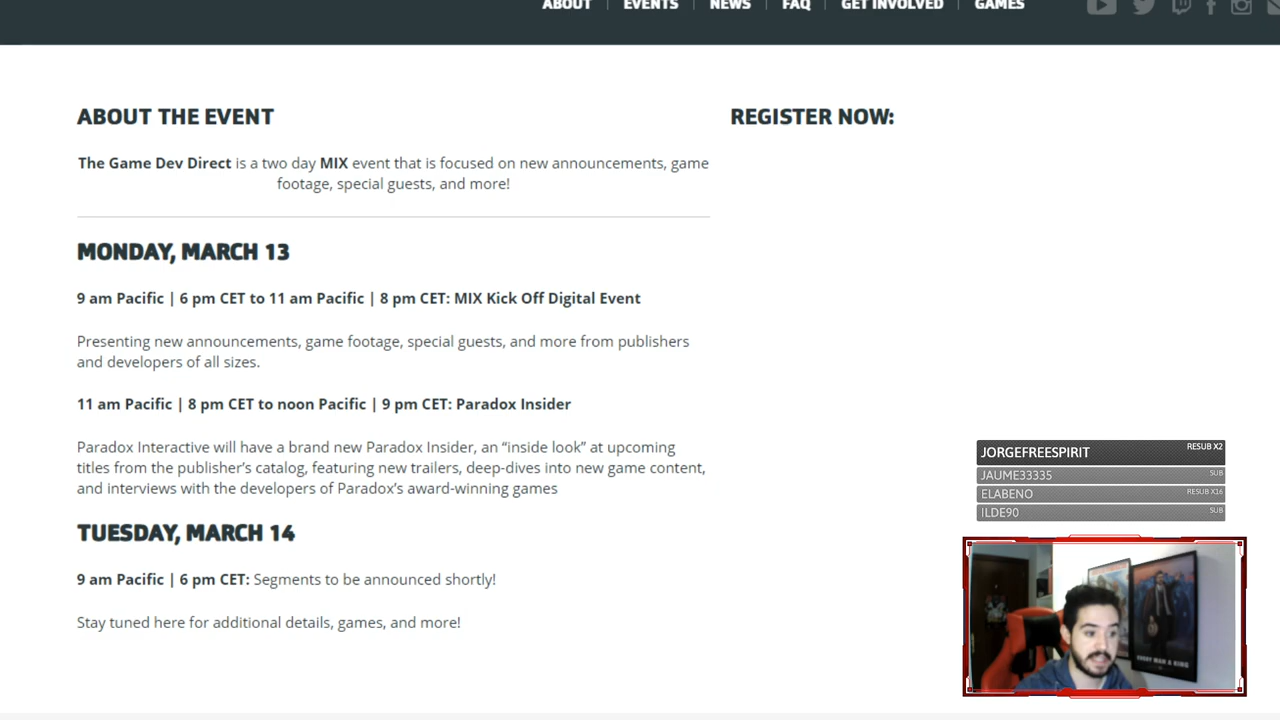 ABOUT
EVENTS
NEWS
FAQ
GET INVOLVED
GAMES
ABOUT THE EVENT
The Game Dev Direct is a two day MIX event that is focused on new announcements, game
footage, special guests, and more!
MONDAY, MARCH 13
9 am Pacific | 6 pm CET to 11 am Pacific | 8 pm CET: MIX Kick Off Digital Event
Presenting new announcements, game footage, special guests, and more from publishers
and developers of all sizes.
11 am Pacific | 8 pm CET to noon Pacific | 9 pm CET: Paradox Insider
Paradox Interactive will have a brand new Paradox Insider, an “inside look” at upcoming
titles from the publisher’s catalog, featuring new trailers, deep-dives into new game content,
and interviews with the developers of Paradox’s award-winning games
TUESDAY, MARCH 14
9 am Pacific | 6 pm CET: Segments to be announced shortly!
Stay tuned here for additional details, games, and more!
REGISTER NOW:
JORGEFREESPIRIT RESUB X2
JAUME33335 SUB
ELABENO RESUB X16
ILDE90 SUB
EVERY MAN A KING